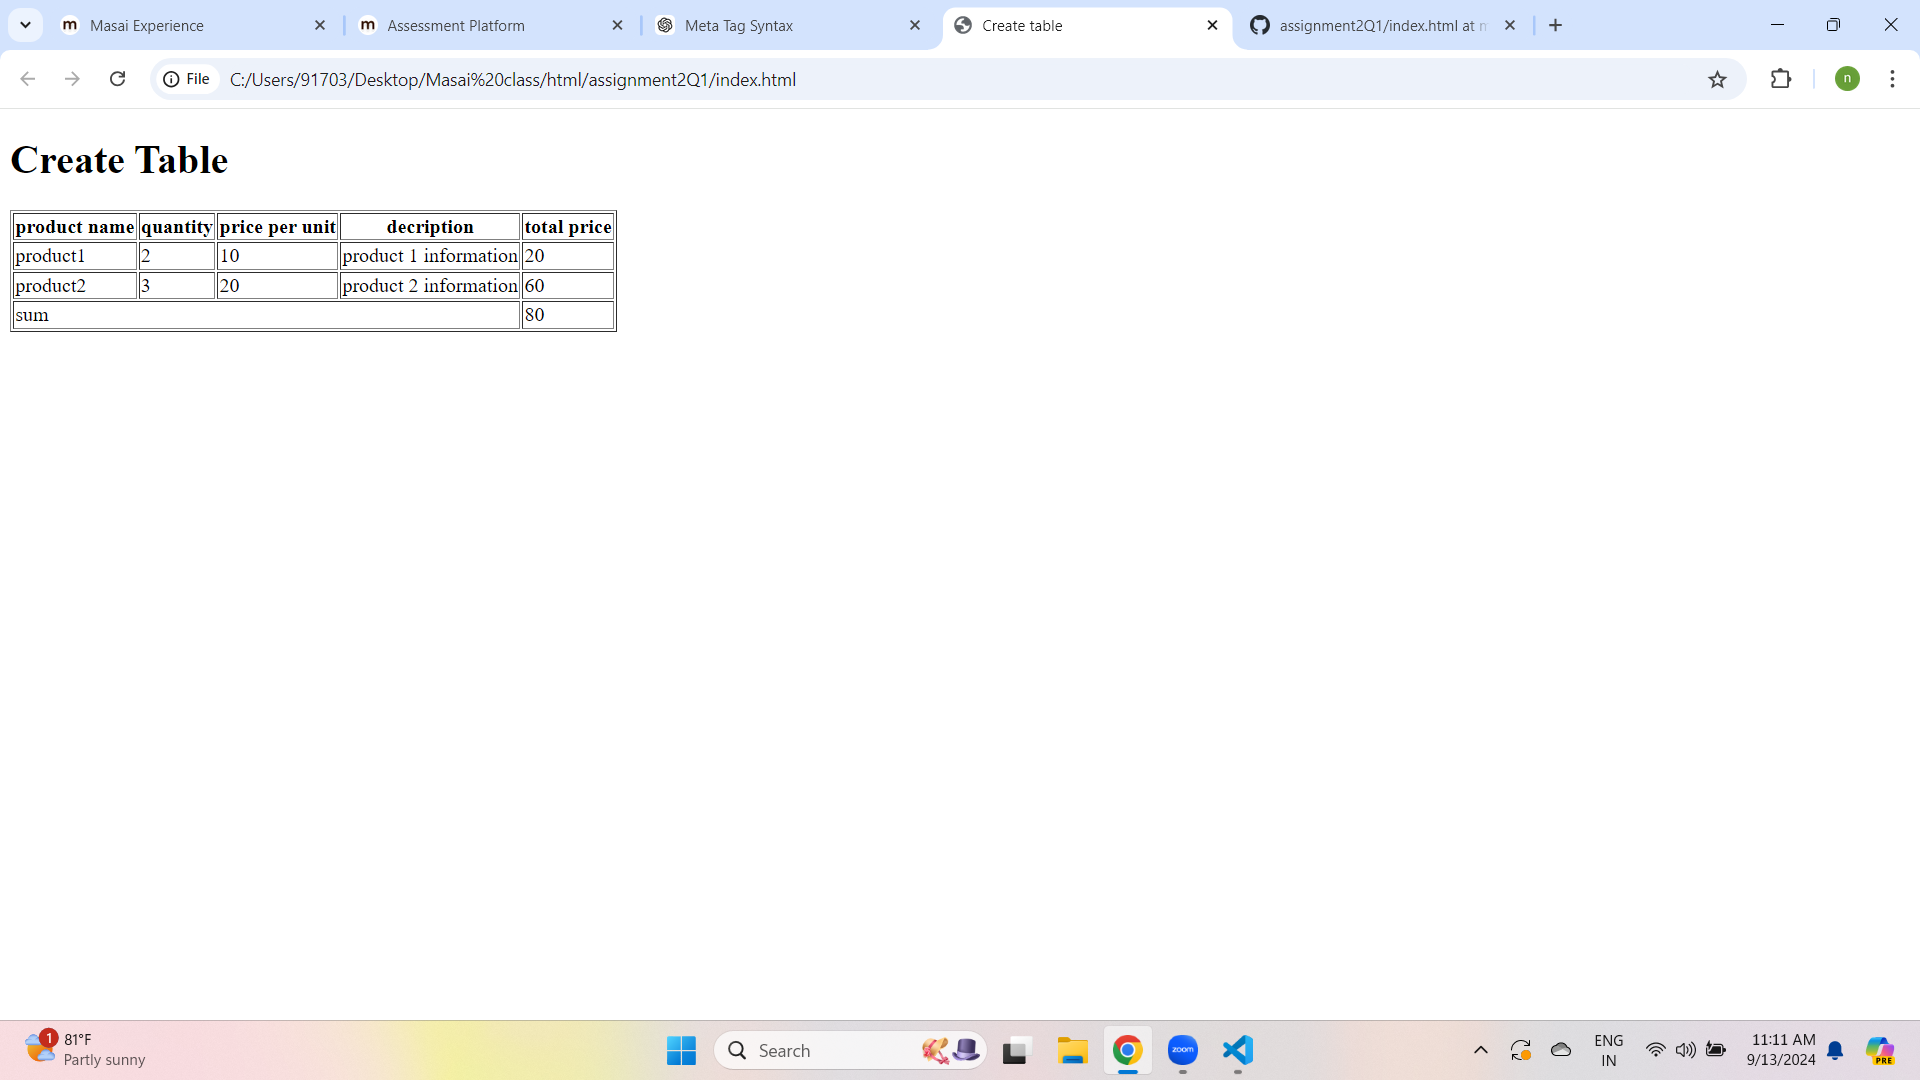 m Masai Experience
m Assessment Platform
Meta Tag Syntax
Create table
assignment2Q1/index.html at m
File
C:/Users/91703/Desktop/Masai%20class/html/assignment2Q1/index.html
n
Create Table
product name quantity price per unit decription total price
product1 2 10 product 1 information 20
product2 3 20 product 2 information 60
sum 80
1
81°F
Partly sunny
Search
zoom
ENG
IN
11:11 AM
9/13/2024
PRE